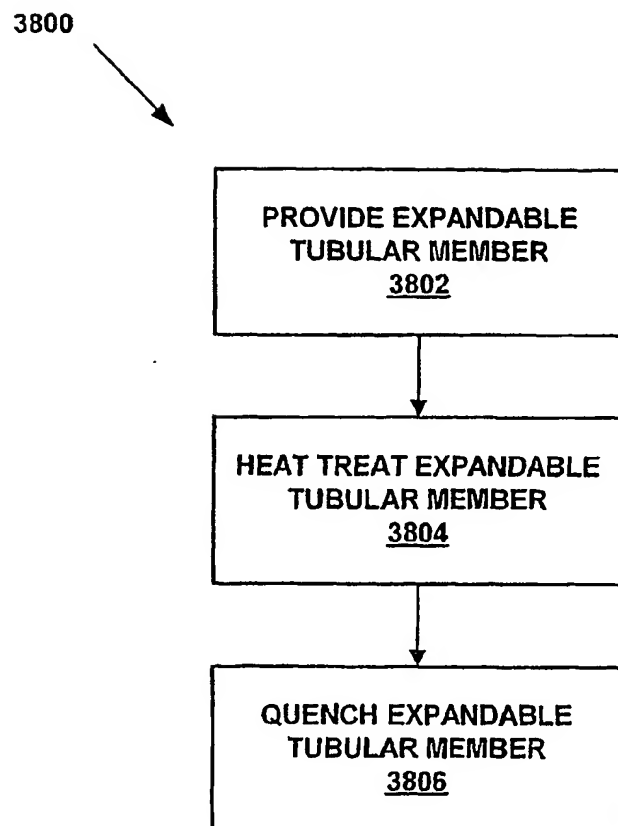 3800
PROVIDE EXPANDABLE
TUBULAR MEMBER
3802
HEAT TREAT EXPANDABLE
TUBULAR MEMBER
3804
QUENCH EXPANDABLE
TUBULAR MEMBER
3806